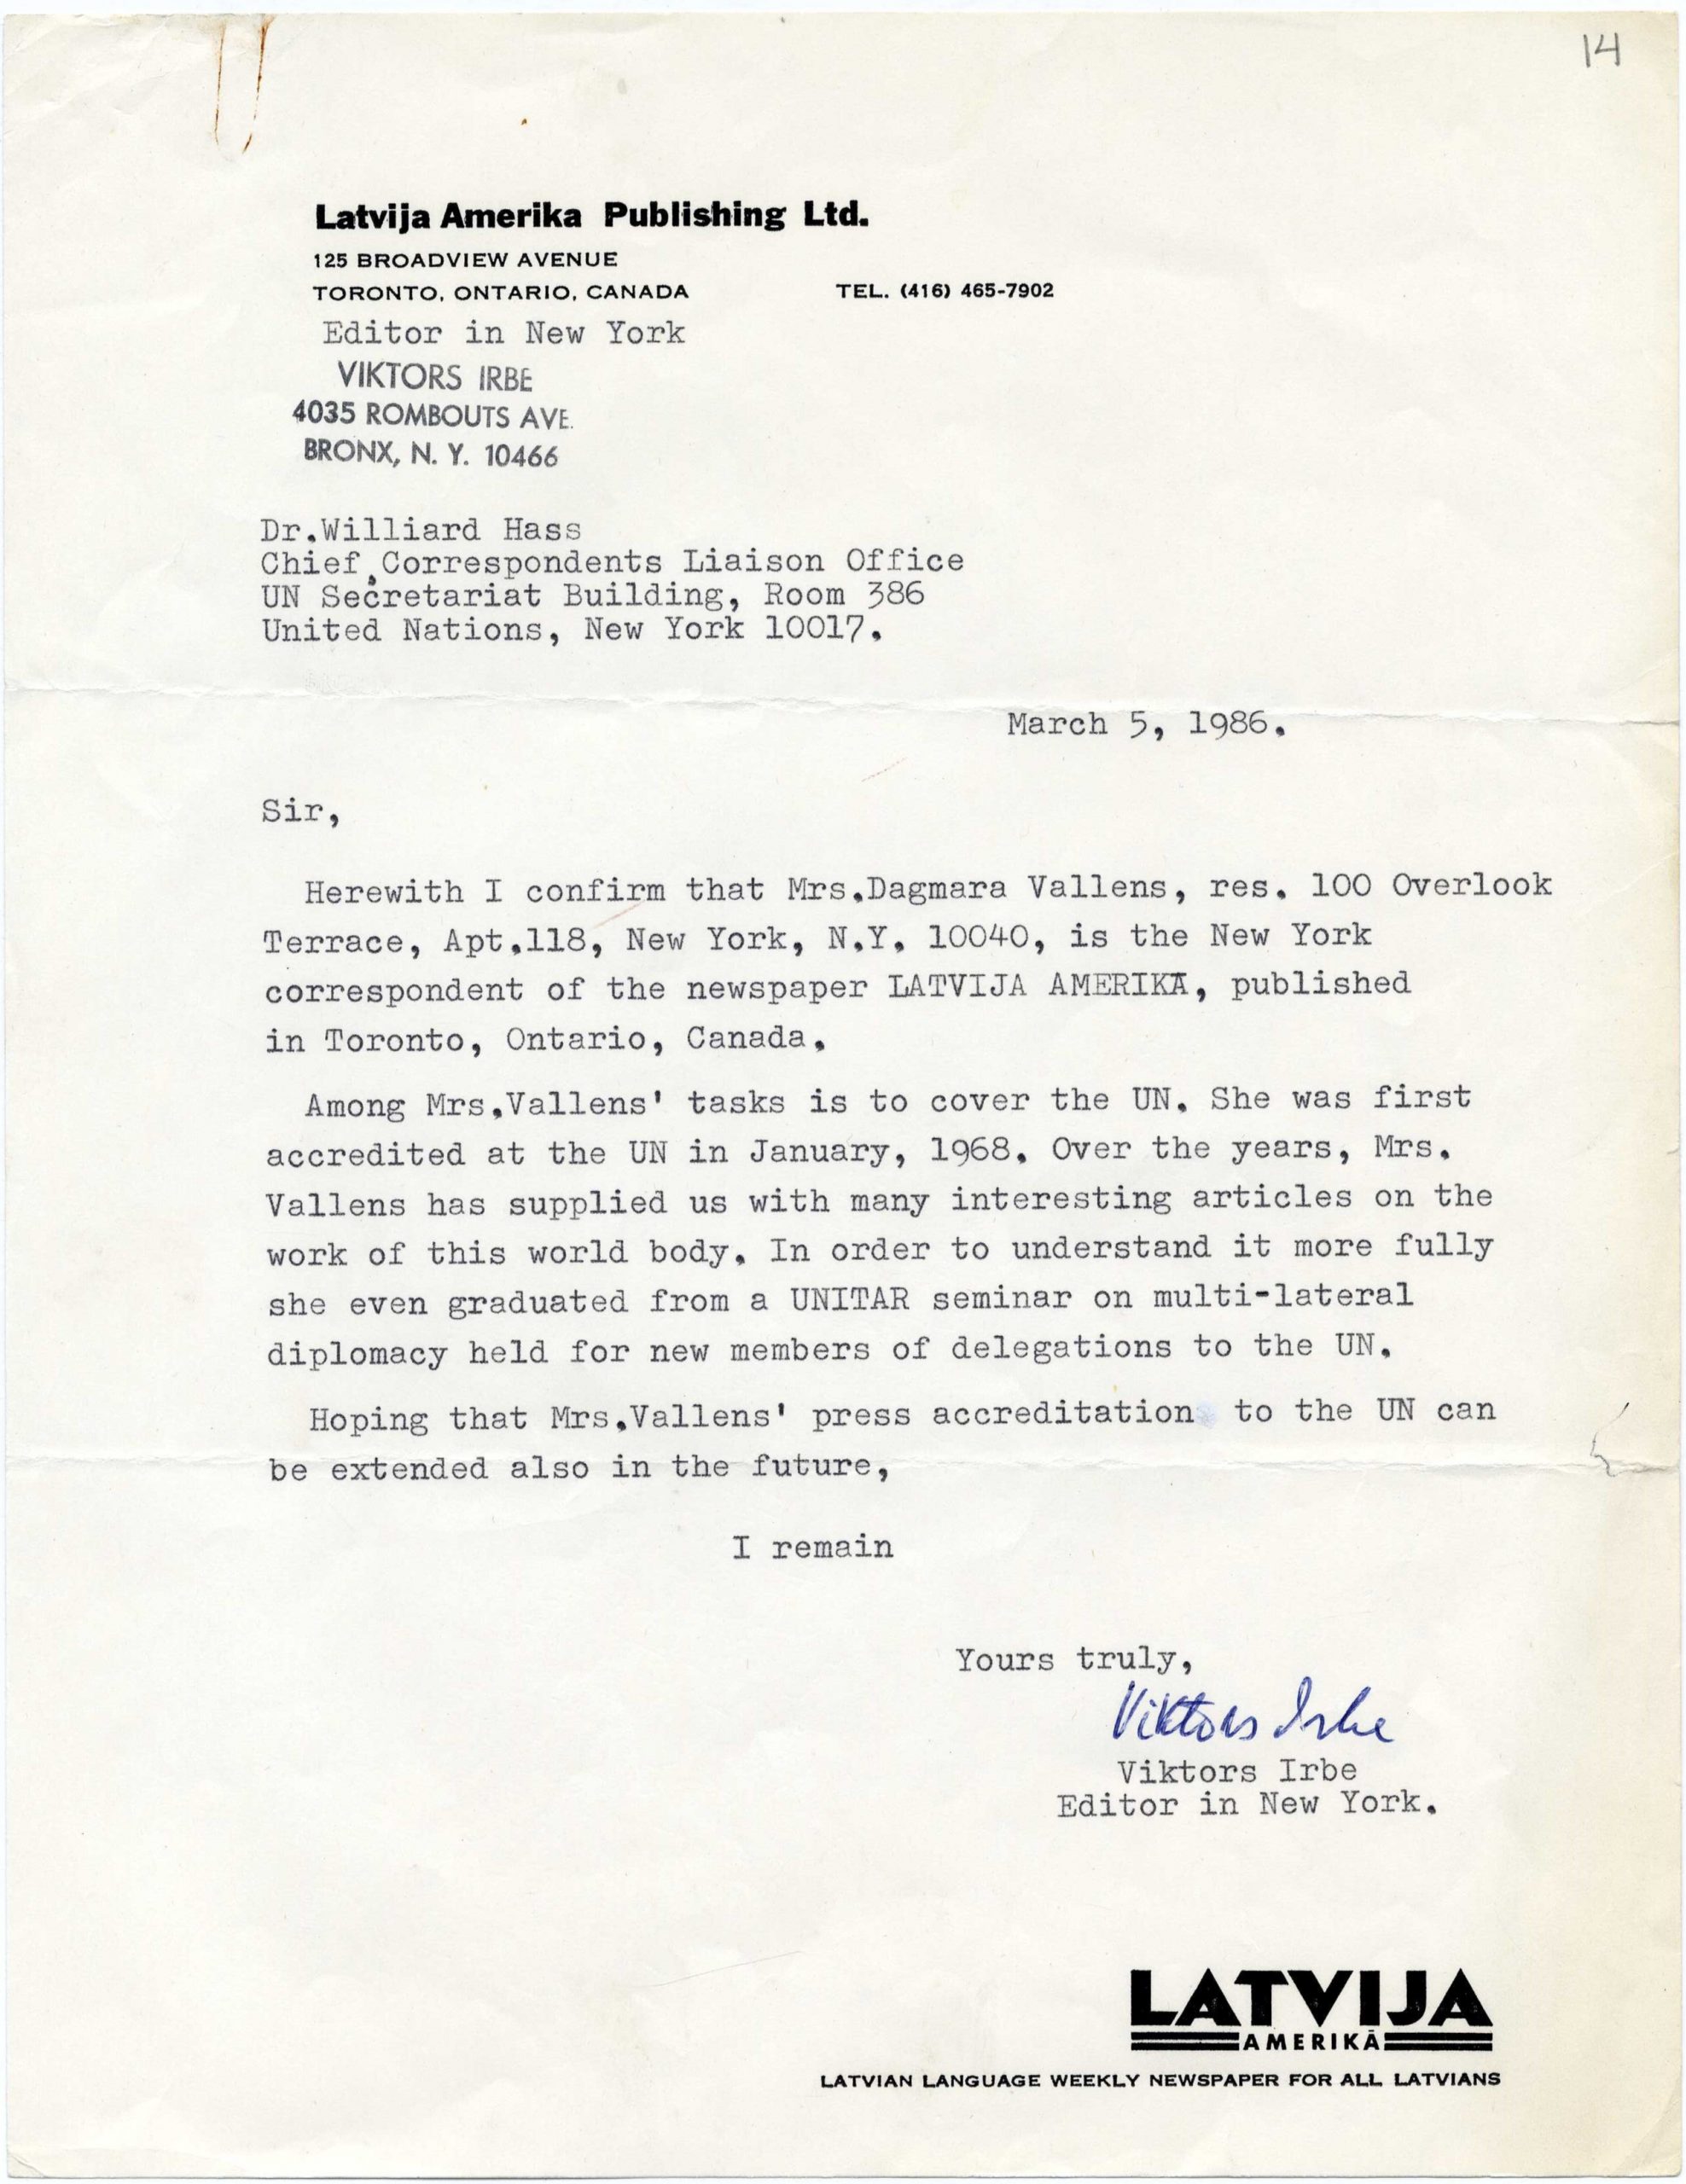 14
Latvija Amerika Publishing Ltd.
125 BROADVIEW AVENUE
TORONTO, ONTARIO, CANADA TEL. (416) 465-7902
Editor in New York
VIKTORS IRBE
4035 ROMBOUTS AVE.
BRONX, N. Y. 10466
Dr.Williard Hass
Chief,Correspondents Liaison Office
UN Secretariat Building, Room 386
United Nations, New York 10017.
March 5, 1986.
Sir,
Herewith I confirm that Mrs.Dagmara Vallens, res. 100 Overlook
Terrace, Apt.118, New York, N.Y. 10040, is the New York
correspondent of the newspaper LATVIJA AMERIKĀ, published
in Toronto, Ontario, Canada.
Among Mrs.Vallens' tasks is to cover the UN. She was first
accredited at the UN in January, 1968. Over the years, Mrs.
Vallens has supplied us with many interesting articles on the
work of this world body. In order to understand it more fully
she even graduated from a UNITAR seminar on multi-lateral
diplomacy held for new members of delegations to the UN.
Hoping that Mrs.Vallens' press accreditation to the UN can
be extended also in the future,
I remain
Yours truly,
Viktors Irbe
Viktors Irbe
Editor in New York.
LATVIJA
AMERIKĀ
LATVIAN LANGUAGE WEEKLY NEWSPAPER FOR ALL LATVIANS